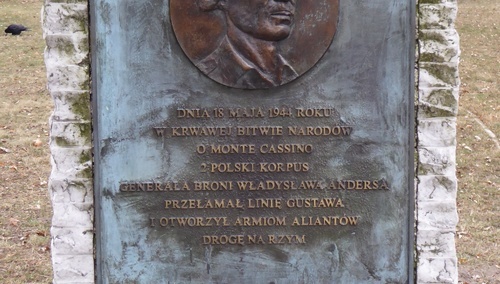 DNIA 18 MAJA 1944 ROKU
W KRWAWEJ BITWIE NARODÓW
O MONTE CASSINO
2 POLSKI KORPUS
GENERAŁA BRONI WŁADYSŁAWA ANDERSA
PRZEŁAMAŁ LINIĘ GUSTAWA
I OTWORZYŁ ARMIOM ALIANTÓW
DROGĘ NA RZYM